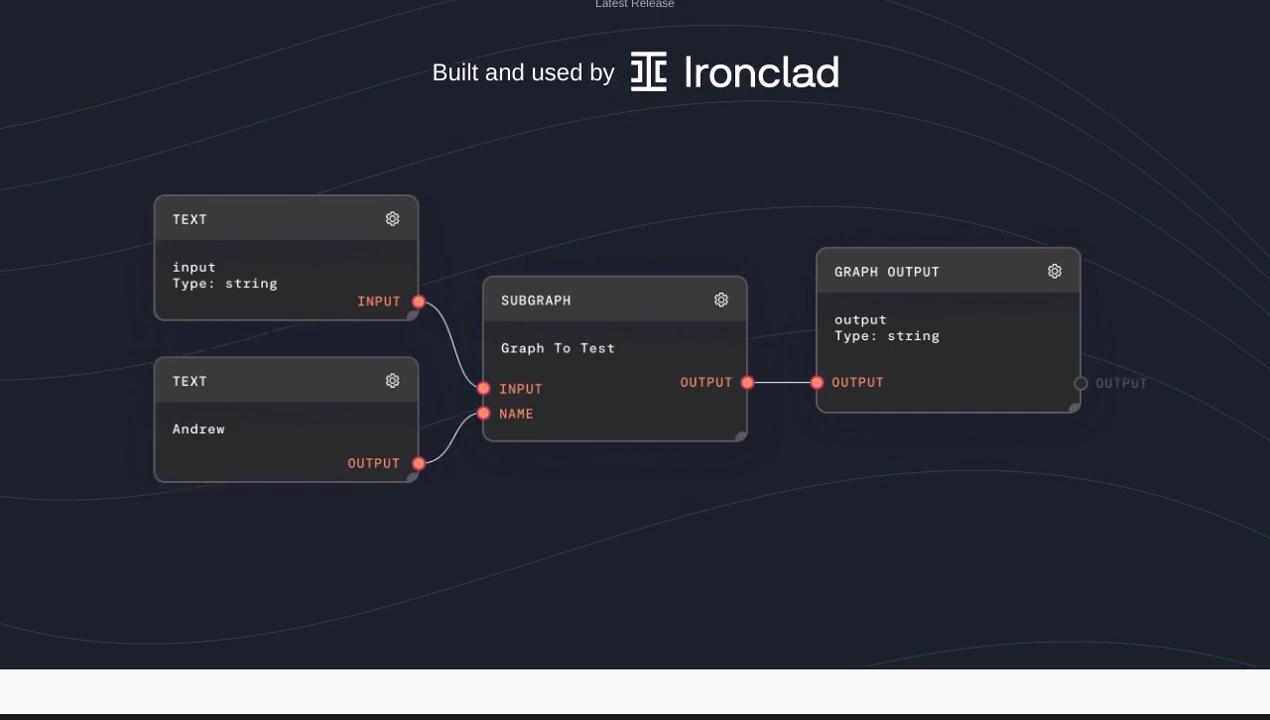 Latest Release
Built and used by Ironclad
TEXT
input
Type: string
INPUT
TEXT
Andrew
OUTPUT
SUBGRAPH
Graph To Test
OUTPUT
INPUT
NAME
GRAPH OUTPUT
output
Type: string
OUTPUT
OUTPUT